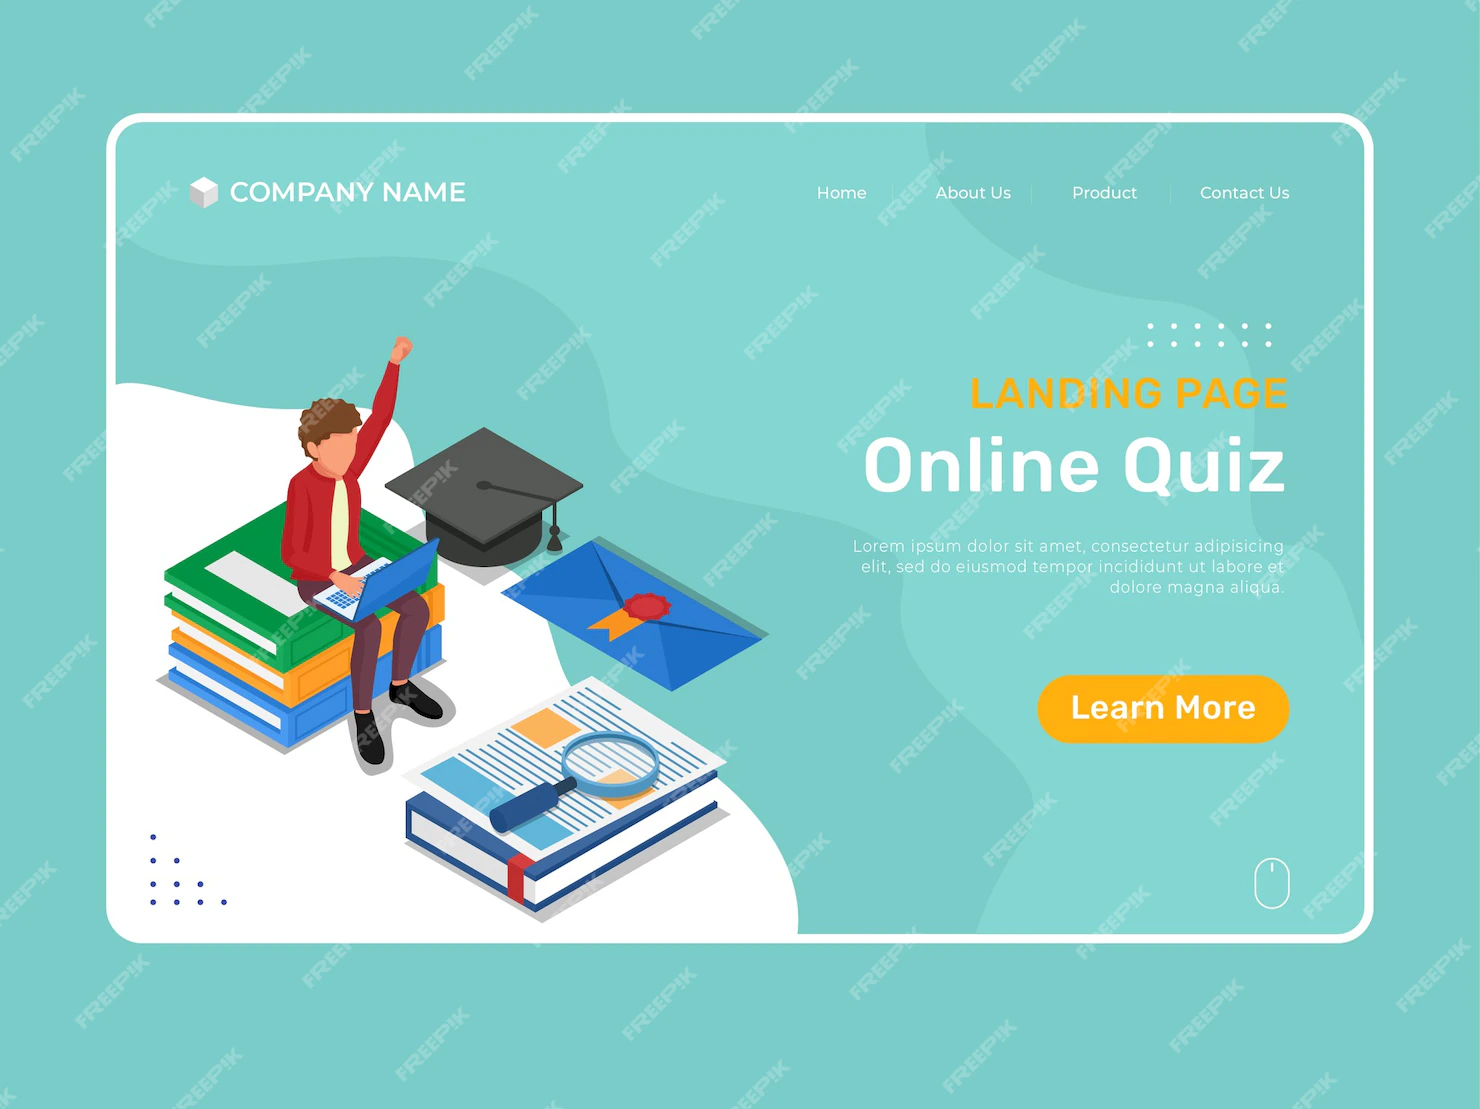 COMPANY NAME
Home About Us Product Contact Us
LANDING PAGE
Online Quiz
Lorem ipsum dolor sit amet, consectetur adipisicing
elit, sed do eiusmod tempor incididunt ut labore et
dolore magna aliqua.
Learn More
FREEPIK